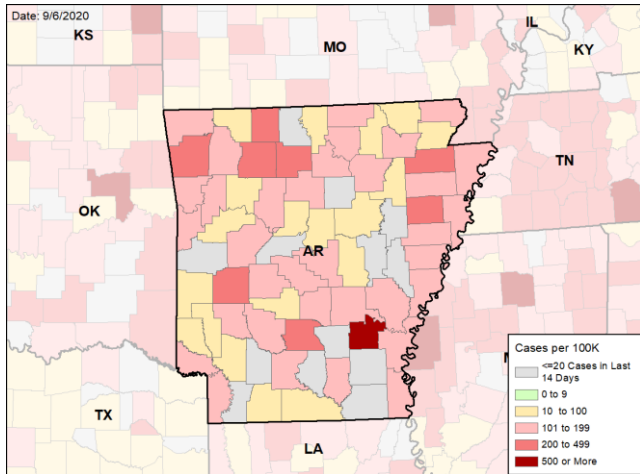 Date: 9/6/2020
KS
MO
IL
KY
TN
OK
AR
TX
LA
Cases per 100K
<=20 Cases in Last
14 Days
0 to 9
10 to 100
101 to 199
200 to 499
500 or More